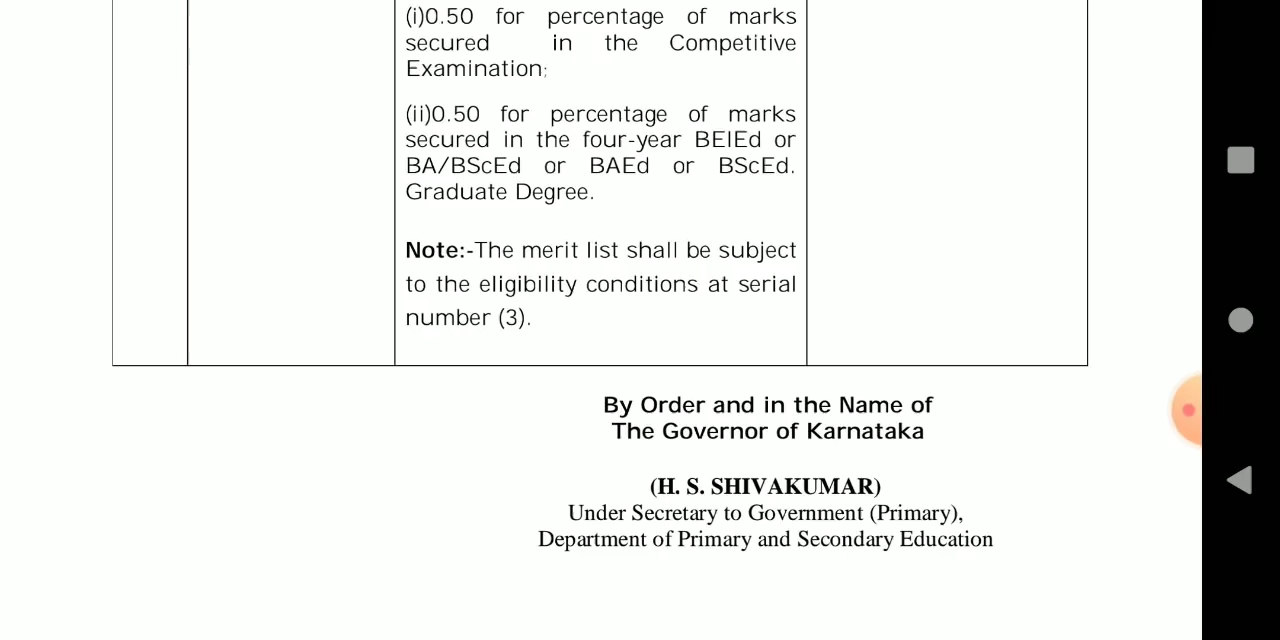 (i)0.50 for percentage of marks
secured in the Competitive
Examination;
(ii)0.50 for percentage of marks
secured in the four-year BElEd or
BA/BScEd or BAEd or BScEd.
Graduate Degree.
Note:-The merit list shall be subject
to the eligibility conditions at serial
number (3).
By Order and in the Name of
The Governor of Karnataka
(H. S. SHIVAKUMAR)
Under Secretary to Government (Primary),
Department of Primary and Secondary Education